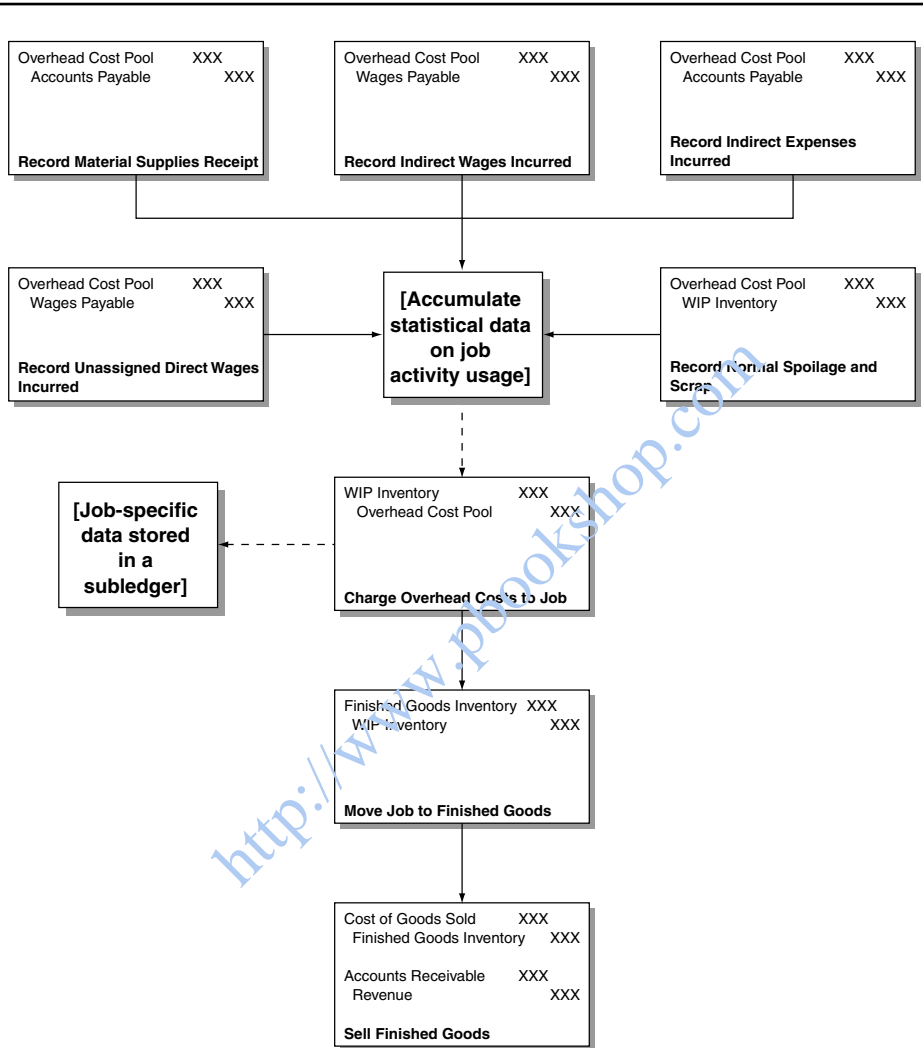 Overhead Cost Pool XXX
Accounts Payable XXX
Record Material Supplies Receipt
Overhead Cost Pool XXX
Wages Payable XXX
Record Indirect Wages Incurred
Overhead Cost Pool XXX
Accounts Payable XXX
Record Indirect Expenses
Incurred
Overhead Cost Pool XXX
Wages Payable XXX
Record Unassigned Direct Wages
Incurred
[Accumulate
statistical data
on job
activity usage]
Overhead Cost Pool XXX
WIP Inventory XXX
Record Normal Spoilage and
Scrap
[Job-specific
data stored
in a
subledger]
WIP Inventory XXX
Overhead Cost Pool XXX
Charge Overhead Costs to Job
Finished Goods Inventory XXX
WIP Inventory XXX
Move Job to Finished Goods
Cost of Goods Sold XXX
Finished Goods Inventory XXX
Accounts Receivable XXX
Revenue XXX
Sell Finished Goods
http://www.pbookshop.com